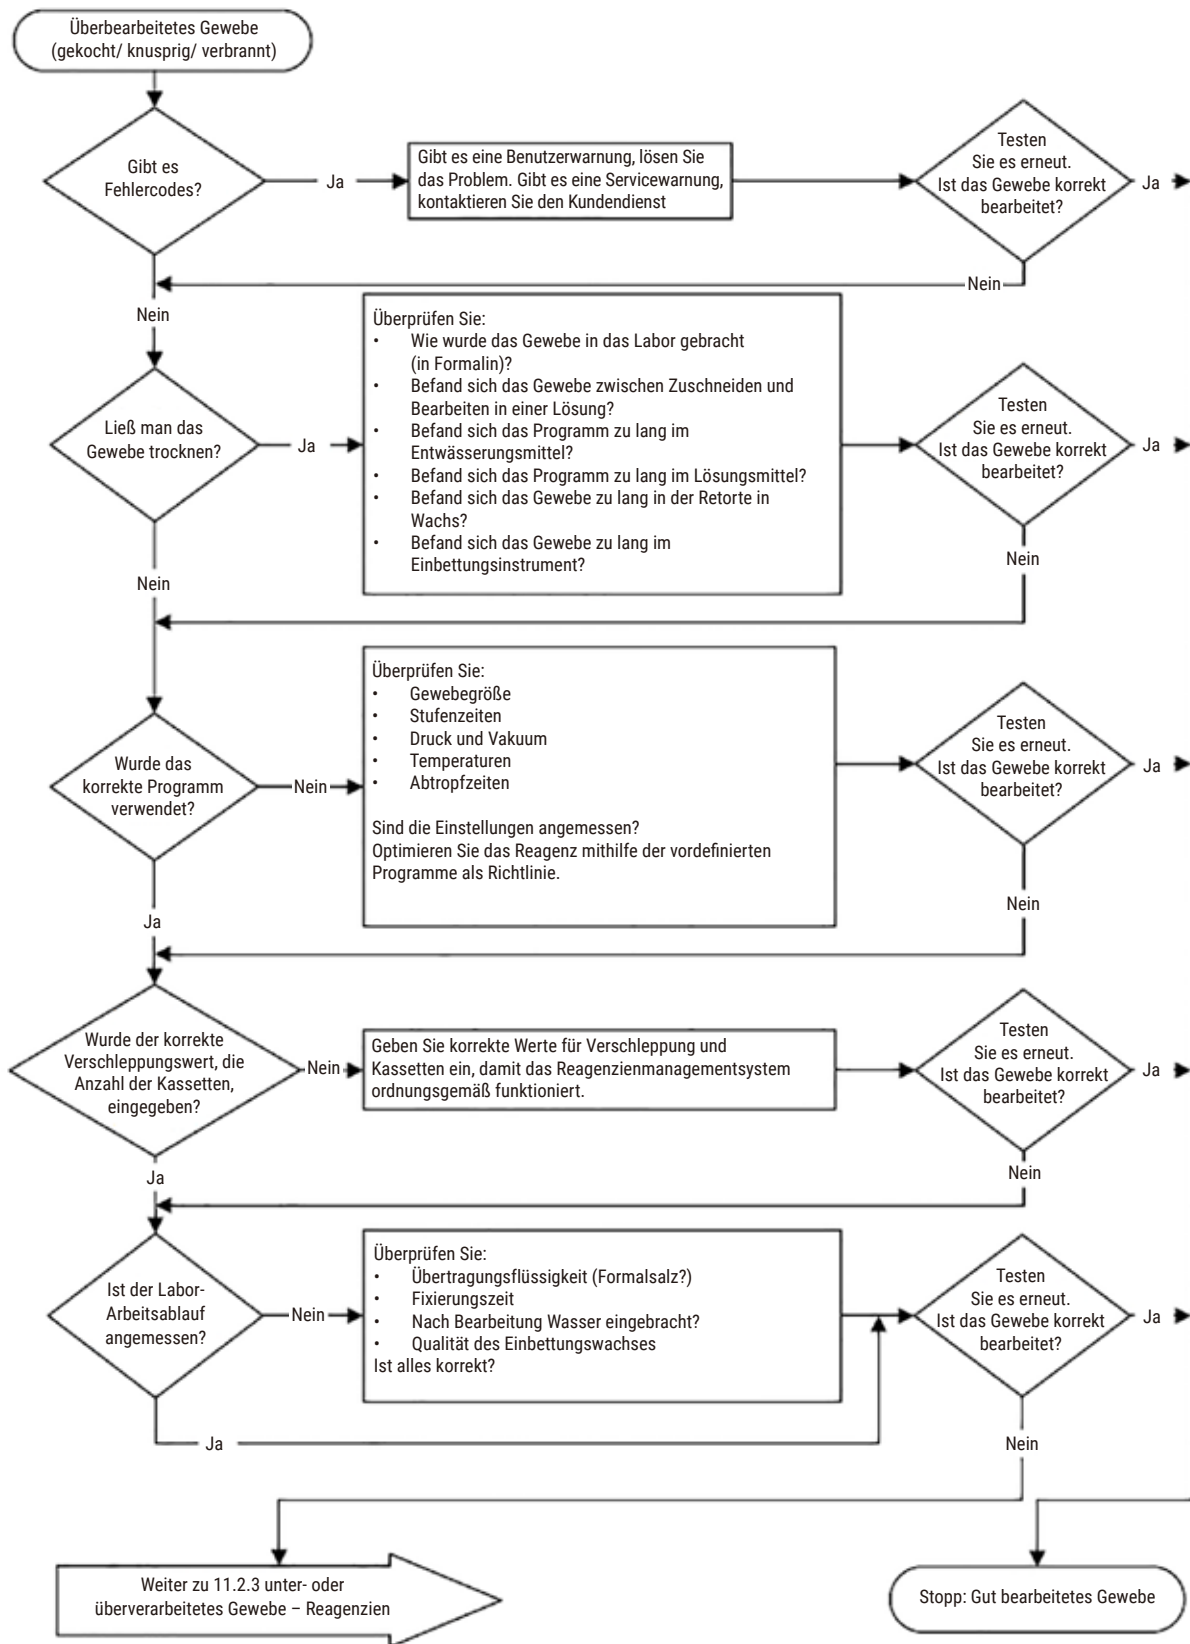 Überbearbeitetes Gewebe
(gekocht/ knusprig/ verbrannt)
Gibt es
Fehlercodes?
Ja
Gibt es eine Benutzerwarnung, lösen Sie
das Problem. Gibt es eine Servicewarnung,
kontaktieren Sie den Kundendienst
Testen
Sie es erneut.
Ist das Gewebe korrekt
bearbeitet?
Ja
Nein
Nein
Ließ man das
Gewebe trocknen?
Ja
Überprüfen Sie:
• Wie wurde das Gewebe in das Labor gebracht
(in Formalin)?
• Befand sich das Gewebe zwischen Zuschneiden und
Bearbeiten in einer Lösung?
• Befand sich das Programm zu lang im
Entwässerungsmittel?
• Befand sich das Programm zu lang im Lösungsmittel?
• Befand sich das Gewebe zu lang in der Retorte in
Wachs?
• Befand sich das Gewebe zu lang im
Einbettungsinstrument?
Testen
Sie es erneut.
Ist das Gewebe korrekt
bearbeitet?
Ja
Nein
Nein
Wurde das
korrekte Programm
verwendet?
Nein
Überprüfen Sie:
• Gewebegröße
• Stufenzeiten
• Druck und Vakuum
• Temperaturen
• Abtropfzeiten
Sind die Einstellungen angemessen?
Optimieren Sie das Reagenz mithilfe der vordefinierten
Programme als Richtlinie.
Testen
Sie es erneut.
Ist das Gewebe korrekt
bearbeitet?
Ja
Nein
Ja
Wurde der korrekte
Verschleppungswert, die
Anzahl der Kassetten,
eingegeben?
Nein
Geben Sie korrekte Werte für Verschleppung und
Kassetten ein, damit das Reagenzienmanagementsystem
ordnungsgemäß funktioniert.
Testen
Sie es erneut.
Ist das Gewebe korrekt
bearbeitet?
Ja
Nein
Ja
Ist der Labor-
Arbeitsablauf
angemessen?
Nein
Überprüfen Sie:
• Übertragungsflüssigkeit (Formalsalz?)
• Fixierungszeit
• Nach Bearbeitung Wasser eingebracht?
• Qualität des Einbettungswachses
Ist alles korrekt?
Testen
Sie es erneut.
Ist das Gewebe korrekt
bearbeitet?
Ja
Ja
Nein
Weiter zu 11.2.3 unter- oder
überverarbeitetes Gewebe – Reagenzien
Stopp: Gut bearbeitetes Gewebe